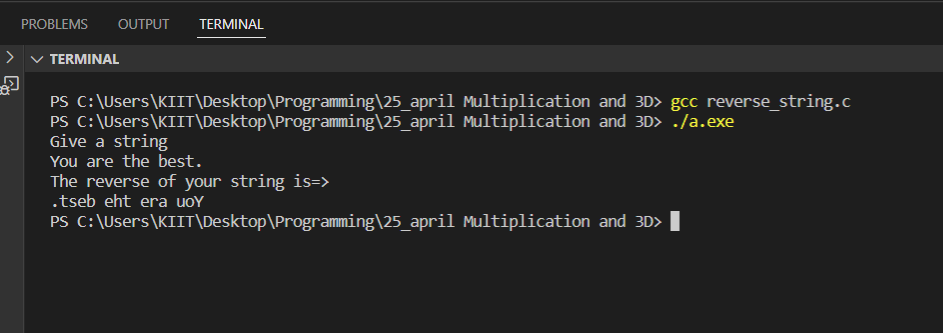 PROBLEMS OUTPUT TERMINAL
TERMINAL
PS C:\Users\KIIT\Desktop\Programming\25_april Multiplication and 3D> gcc reverse_string.c
PS C:\Users\KIIT\Desktop\Programming\25_april Multiplication and 3D> ./a.exe
Give a string
You are the best.
The reverse of your string is=>
.tseb eht era uoY
PS C:\Users\KIIT\Desktop\Programming\25_april Multiplication and 3D>